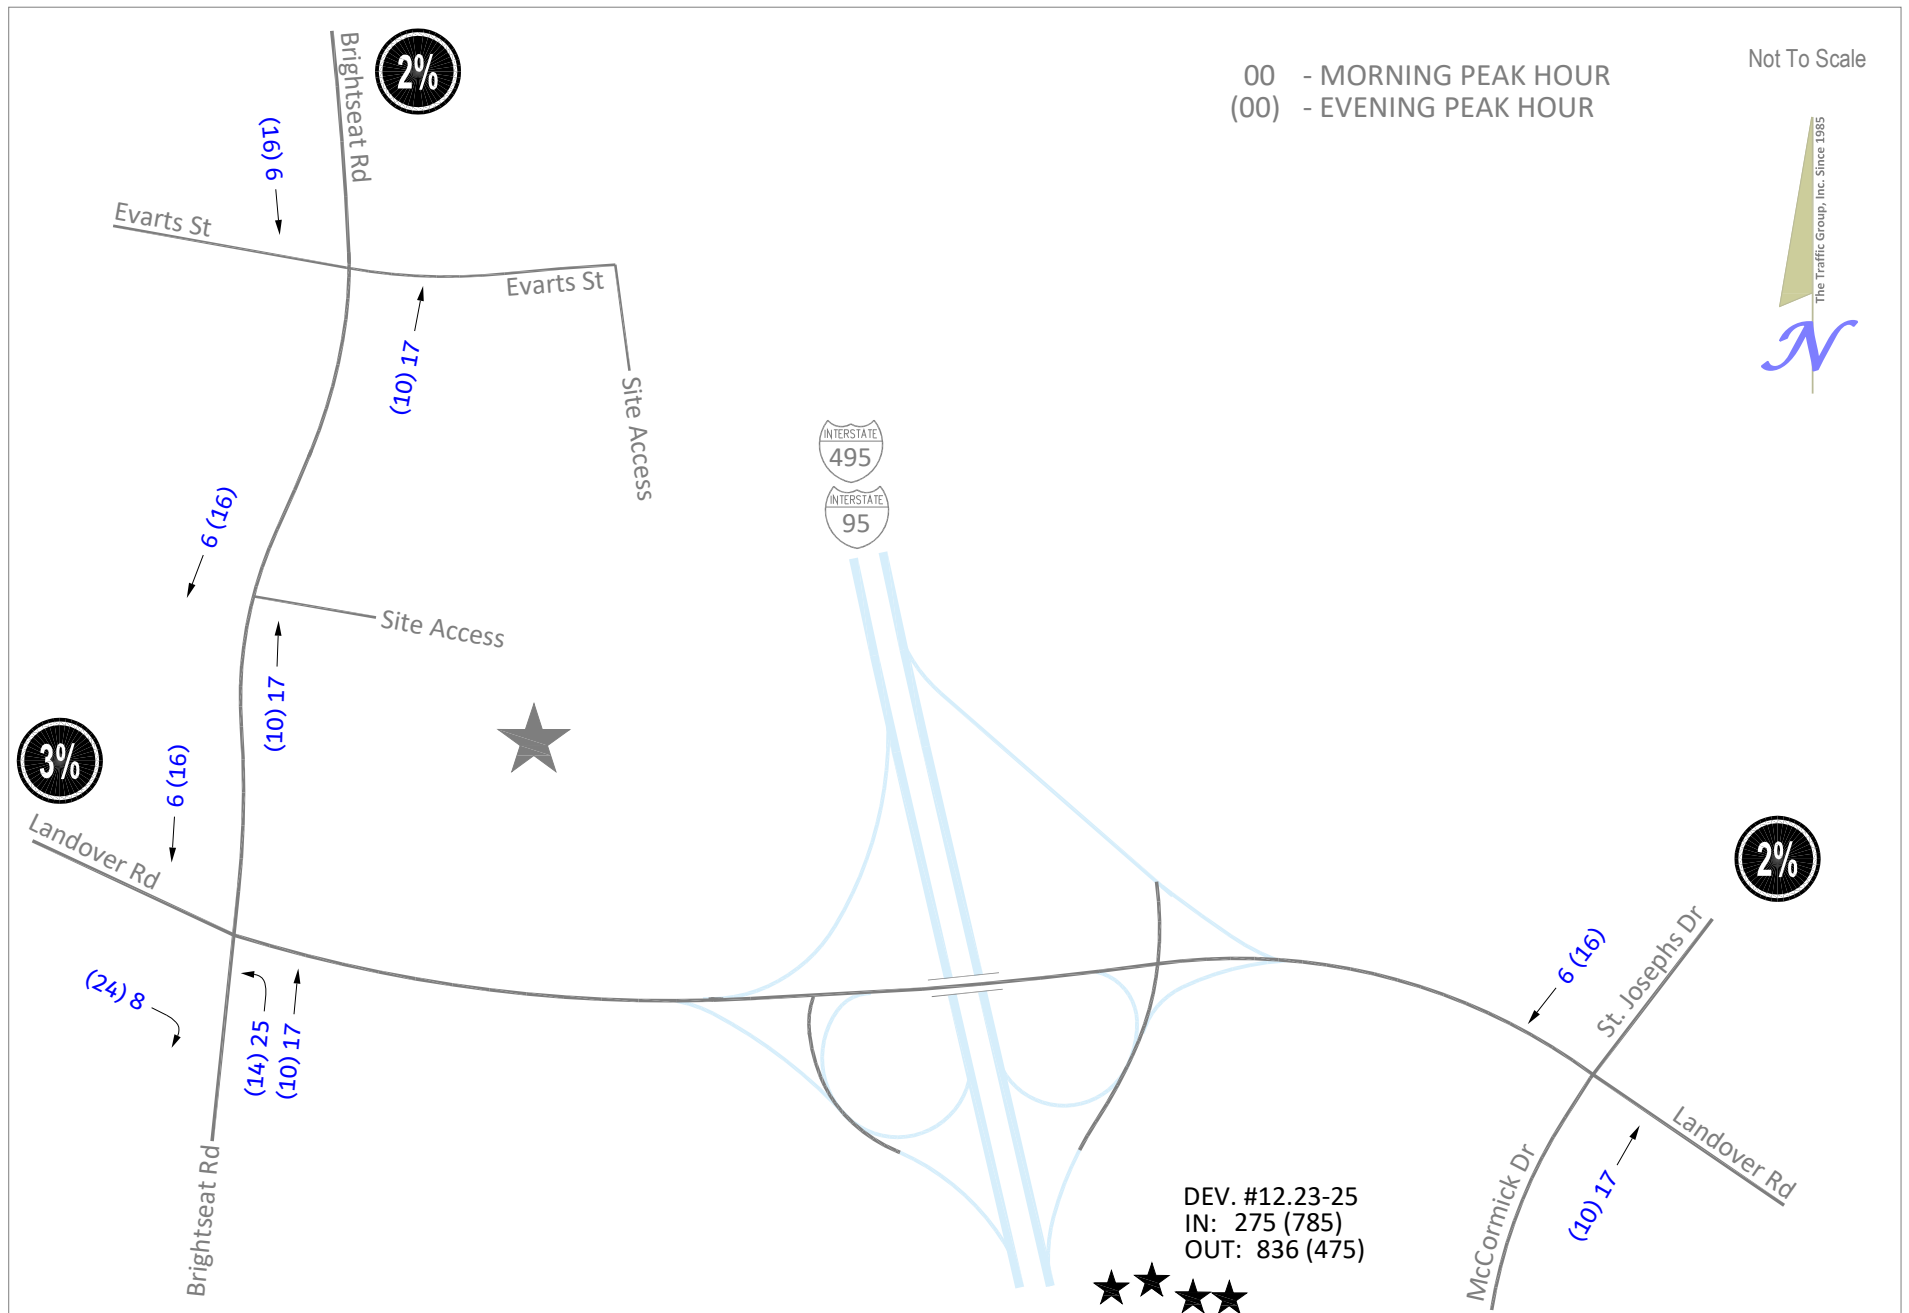 Brightseat Rd
2%
00 - MORNING PEAK HOUR
(00) - EVENING PEAK HOUR
Not To Scale
The Traffic Group, Inc. Since 1985
N
(16) 6
Evarts St
Evarts St
(10) 17
Site Access
INTERSTATE
495
INTERSTATE
95
6 (16)
Site Access
(10) 17
3%
6 (16)
Landover Rd
2%
(24) 8
(14) 25
(10) 17
6 (16)
St. Josephs Dr
Brightseat Rd
DEV. #12.23-25
IN: 275 (785)
OUT: 836 (475)
McCormick Dr
(10) 17
Landover Rd